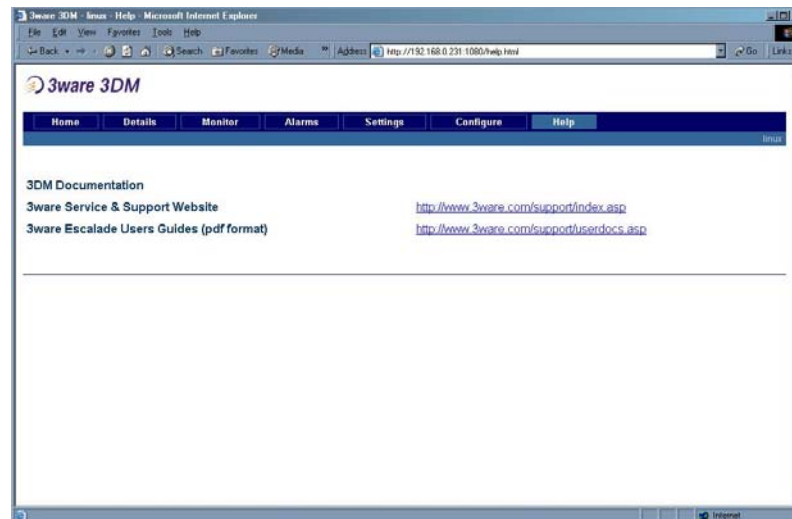 3ware 3DM - linux - Help - Microsoft Internet Explorer
File Edit View Favorites Tools Help
Back Search Favorites Media Address http://192.168.0.231:1080/help.html Go Links
3ware 3DM
Home Details Monitor Alarms Settings Configure Help
linux
3DM Documentation
3ware Service & Support Website http://www.3ware.com/support/index.asp
3ware Escalade Users Guides (pdf format) http://www.3ware.com/support/userdocs.asp
Internet